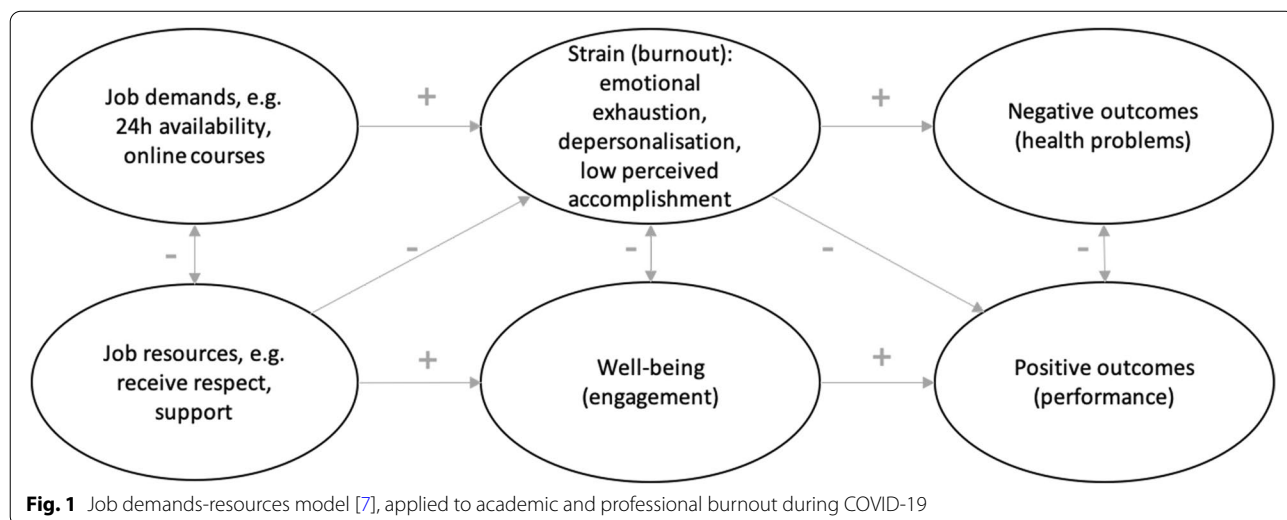 Job demands, e.g.
24h availability,
online courses
+
Strain (burnout):
emotional
exhaustion,
depersonalisation,
low perceived
accomplishment
+
Negative outcomes
(health problems)
-
-
-
-
-
Job resources, e.g.
receive respect,
support
+
Well-being
(engagement)
+
Positive outcomes
(performance)
Fig. 1 Job demands-resources model [7], applied to academic and professional burnout during COVID-19